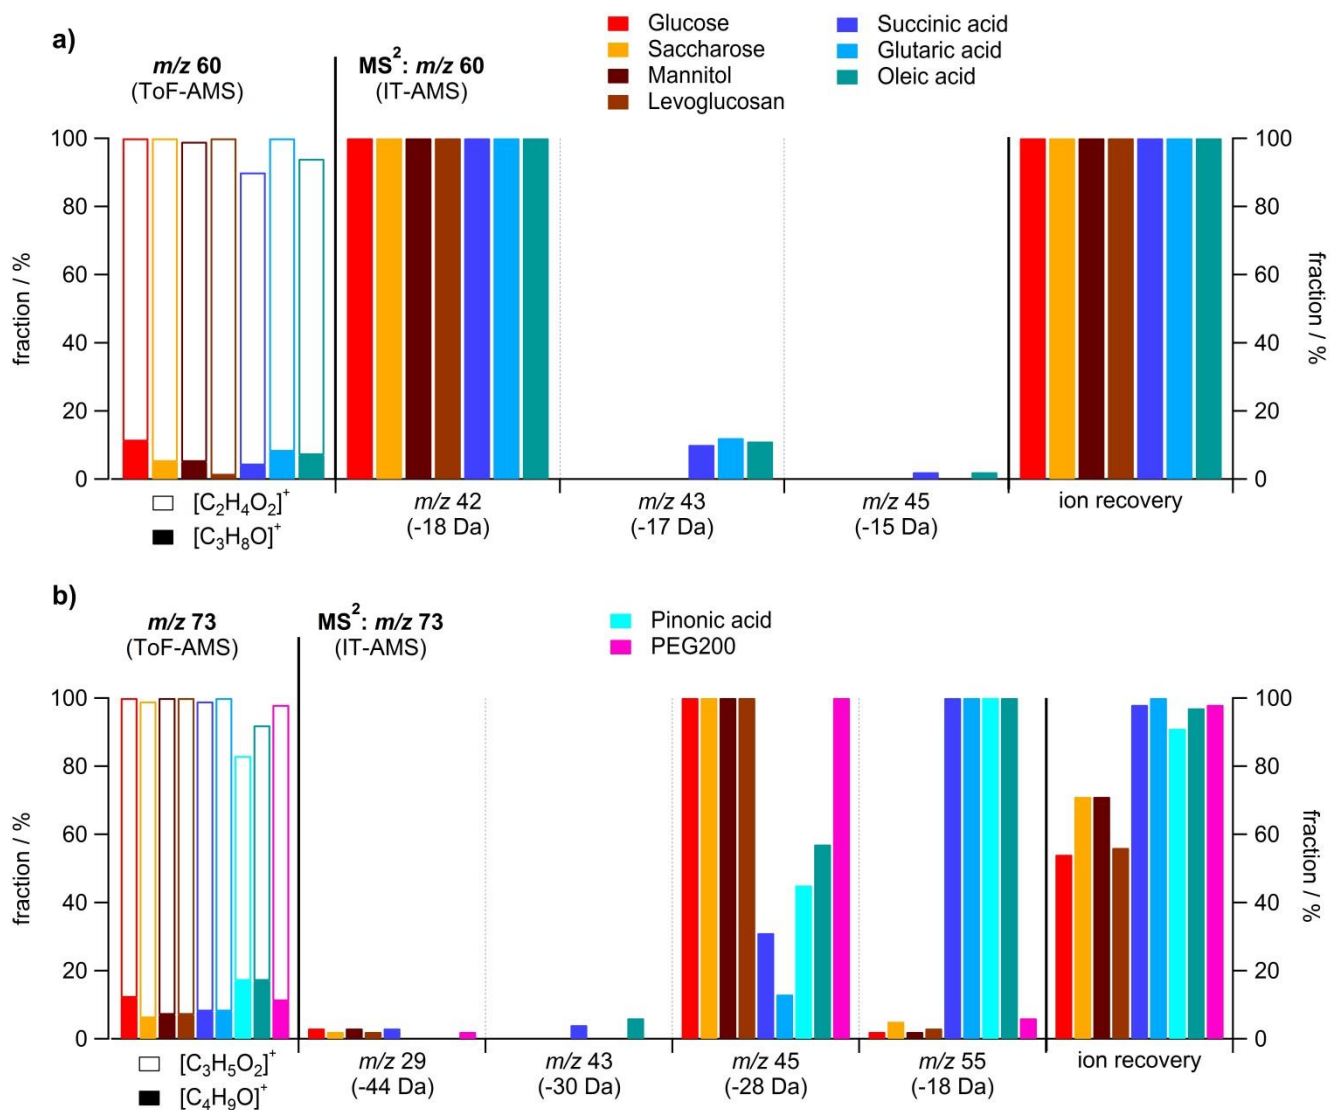 a)
m/z 60
(ToF-AMS)
MS²: m/z 60
(IT-AMS)
Glucose
Saccharose
Mannitol
Levoglucosan
Succinic acid
Glutaric acid
Oleic acid
fraction / %
100
80
60
40
20
0
[C₂H₄O₂]⁺
[C₃H₈O]⁺
m/z 42
(-18 Da)
m/z 43
(-17 Da)
m/z 45
(-15 Da)
ion recovery
100
80
60
40
20
0
fraction / %
b)
m/z 73
(ToF-AMS)
MS²: m/z 73
(IT-AMS)
Pinonic acid
PEG200
fraction / %
100
80
60
40
20
0
[C₃H₅O₂]⁺
[C₄H₉O]⁺
m/z 29
(-44 Da)
m/z 43
(-30 Da)
m/z 45
(-28 Da)
m/z 55
(-18 Da)
ion recovery
100
80
60
40
20
0
fraction / %